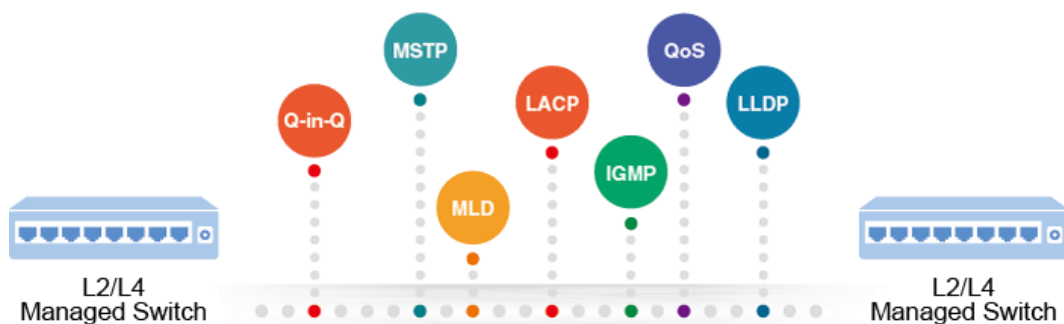 MSTP
QoS
Q-in-Q
LACP
LLDP
IGMP
MLD
L2/L4
Managed Switch
L2/L4
Managed Switch